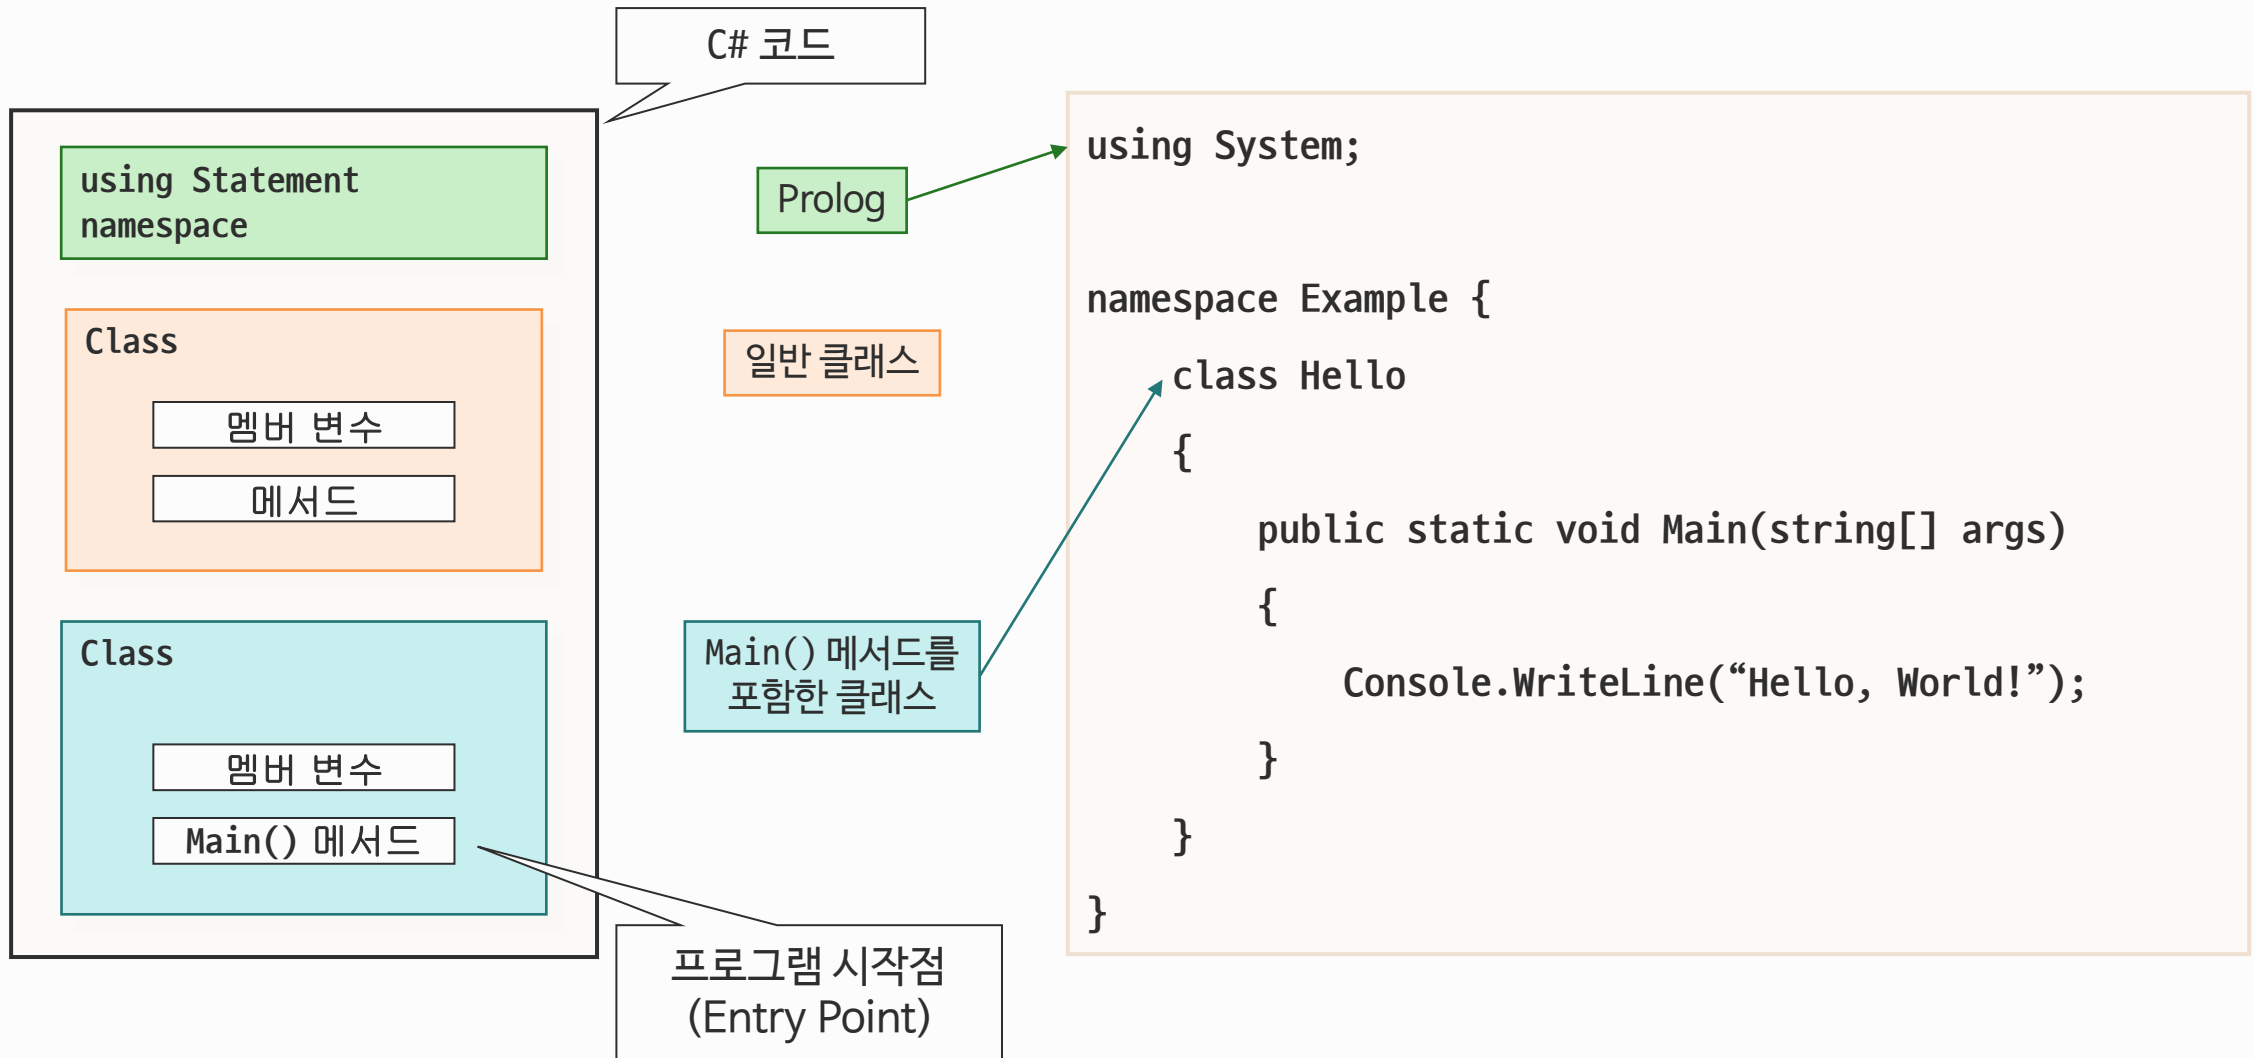 C# 코드
using Statement
namespace
Class
멤버 변수
메서드
Class
멤버 변수
Main() 메서드
Prolog
일반 클래스
Main() 메서드를
포함한 클래스
프로그램 시작점
(Entry Point)
using System;
namespace Example {
class Hello
{
public static void Main(string[] args)
{
Console.WriteLine(“Hello, World!”);
}
}
}